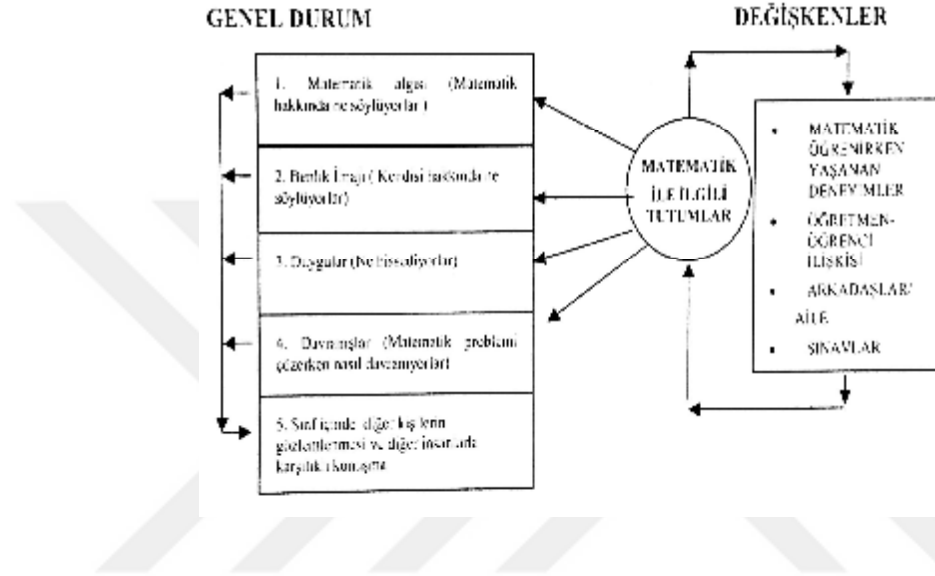 GENEL DURUM
1. Matematik algısı (Matematik
hakkında ne söylüyorlar)
2. Benlik İmajı ( Kendisi hakkında ne
söylüyorlar)
3. Duygular (Ne hissediyorlar)
4. Davranışlar (Matematik problemi
çözerken nasıl davranıyorlar)
5. Sınıf içinde diğer kişilerin
gözlemlenmesi ve diğer insanlarla
karşılıklı konuşma
MATEMATİK
İLE İLGİLİ
TUTUMLAR
DEĞİŞKENLER
• MATEMATİK
ÖĞRENİRKEN
YAŞANAN
DENEYİMLER
• ÖĞRETMEN-
ÖĞRENCİ
İLİŞKİSİ
• ARKADAŞLAR/
AİLE
• SINAVLAR